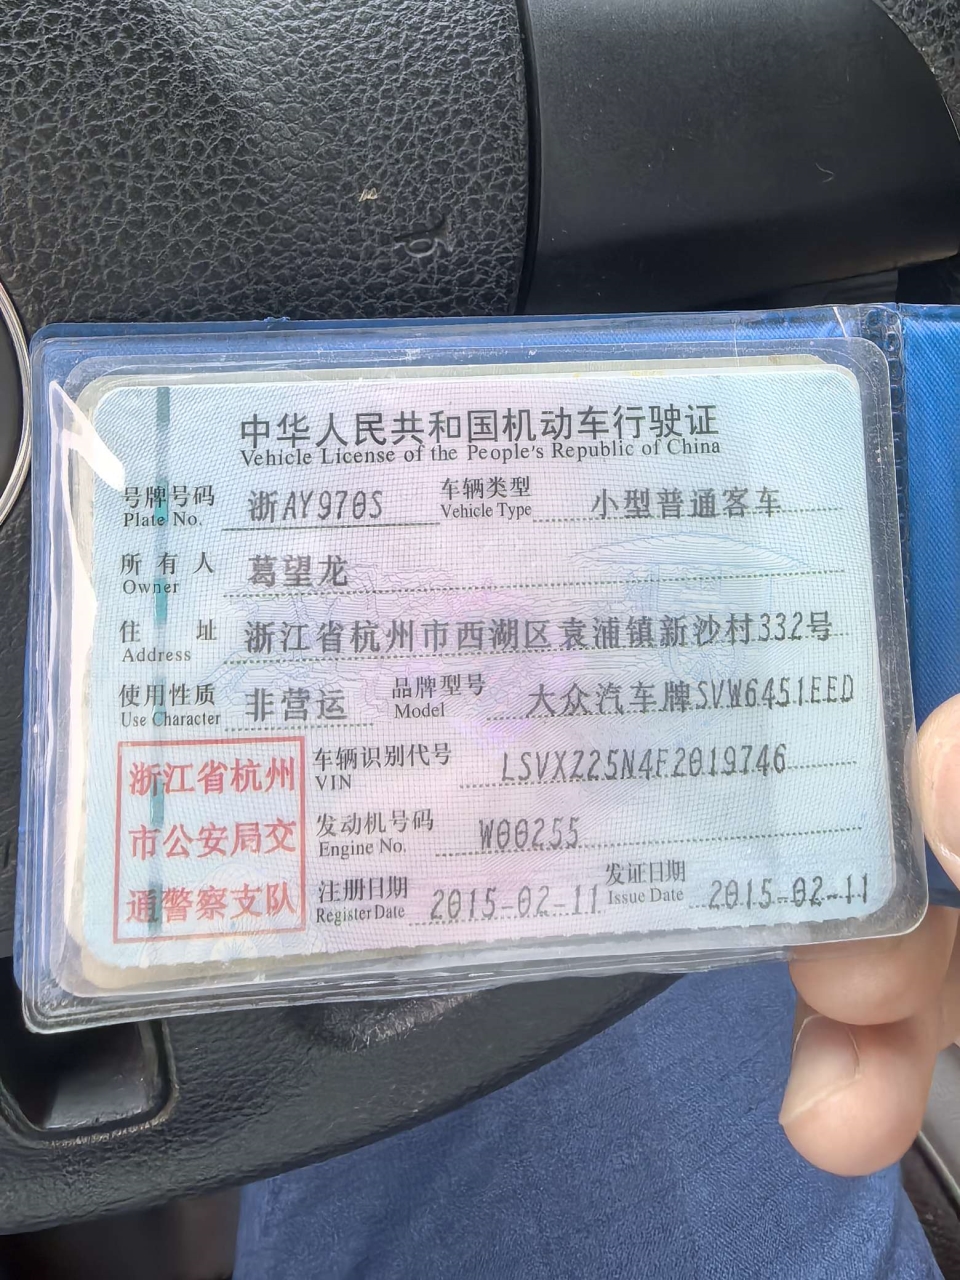 中华人民共和国机动车行驶证
Vehicle License of the People's Republic of China
号牌号码 浙AY970S 车辆类型 小型普通客车
Plate No. Vehicle Type
所有人 葛望龙
Owner
住址 浙江省杭州市西湖区袁浦镇新沙村332号
Address
使用性质 非营运 品牌型号 大众汽车牌SVW6451EED
Use Character Model
浙江省杭州
市公安局交
通警察支队
车辆识别代号 LSVXZ25N4F2019746
VIN
发动机号码 W00255
Engine No.
注册日期 2015-02-11 发证日期 2015-02-11
Register Date Issue Date